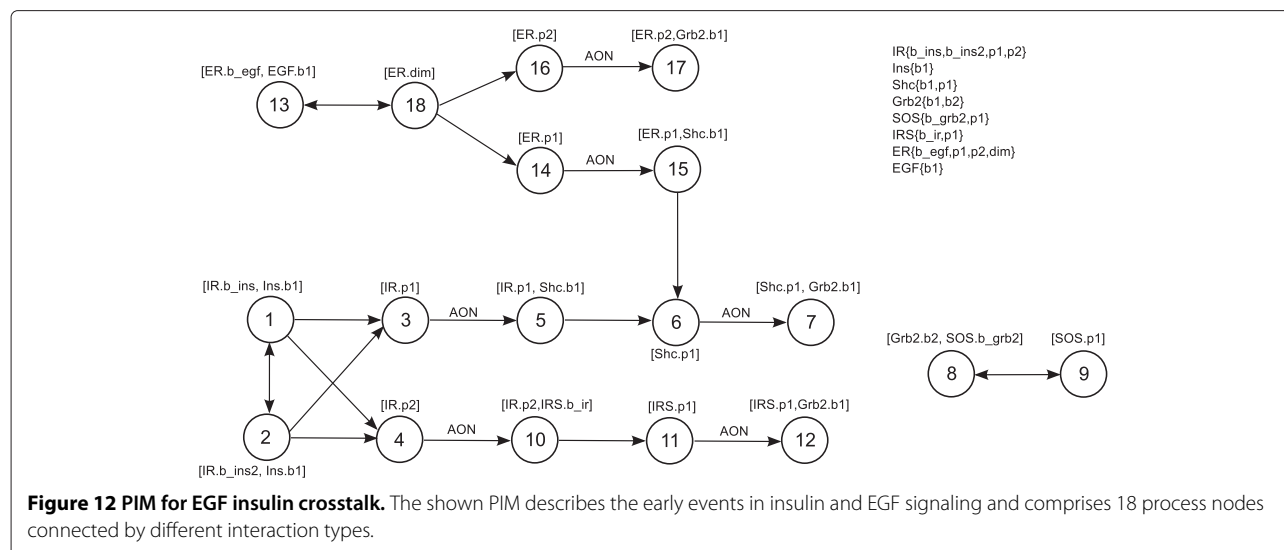 [ER.p2]
[ER.p2,Grb2.b1]
AON
16
17
[ER.b_egf, EGF.b1]
[ER.dim]
13
18
[ER.p1]
[ER.p1,Shc.b1]
AON
14
15
IR{b_ins,b_ins2,p1,p2}
Ins{b1}
Shc{b1,p1}
Grb2{b1,b2}
SOS{b_grb2,p1}
IRS{b_ir,p1}
ER{b_egf,p1,p2,dim}
EGF{b1}
[IR.b_ins, Ins.b1]
[IR.p1]
[IR.p1, Shc.b1]
[Shc.p1, Grb2.b1]
1
3
AON
5
6
AON
7
[Shc.p1]
[Grb2.b2, SOS.b_grb2]
[SOS.p1]
8
9
[IR.p2]
[IR.p2,IRS.b_ir]
[IRS.p1]
[IRS.p1,Grb2.b1]
2
4
AON
10
11
AON
12
[IR.b_ins2, Ins.b1]
Figure 12 PIM for EGF insulin crosstalk. The shown PIM describes the early events in insulin and EGF signaling and comprises 18 process nodes
connected by different interaction types.